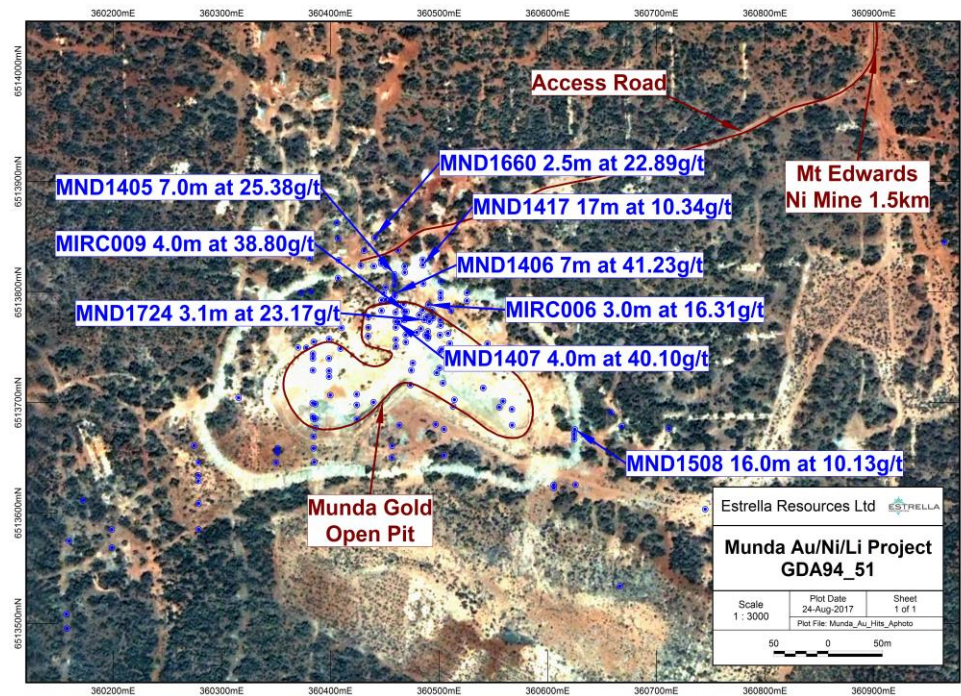 360200mE 360300mE 360400mE 360500mE 360600mE 360700mE 360800mE 360900mE
6514000mN
6513900mN
6513800mN
6513700mN
6513600mN
6513500mN
6514000mN
6513900mN
6513800mN
6513700mN
6513600mN
6513500mN
Access Road
Mt Edwards
Ni Mine 1.5km
MND1660 2.5m at 22.89g/t
MND1405 7.0m at 25.38g/t
MND1417 17m at 10.34g/t
MIRC009 4.0m at 38.80g/t
MND1406 7m at 41.23g/t
MND1724 3.1m at 23.17g/t
MIRC006 3.0m at 16.31g/t
MND1407 4.0m at 40.10g/t
MND1508 16.0m at 10.13g/t
Munda Gold
Open Pit
Estrella Resources Ltd
ESTRELLA
Munda Au/Ni/Li Project
GDA94_51
Scale
1 : 3000
Plot Date
24-Aug-2017
Sheet
1 of 1
Plot File: Munda_Au_Hits_Aphoto
50 0 50m
360200mE 360300mE 360400mE 360500mE 360600mE 360700mE 360800mE 360900mE